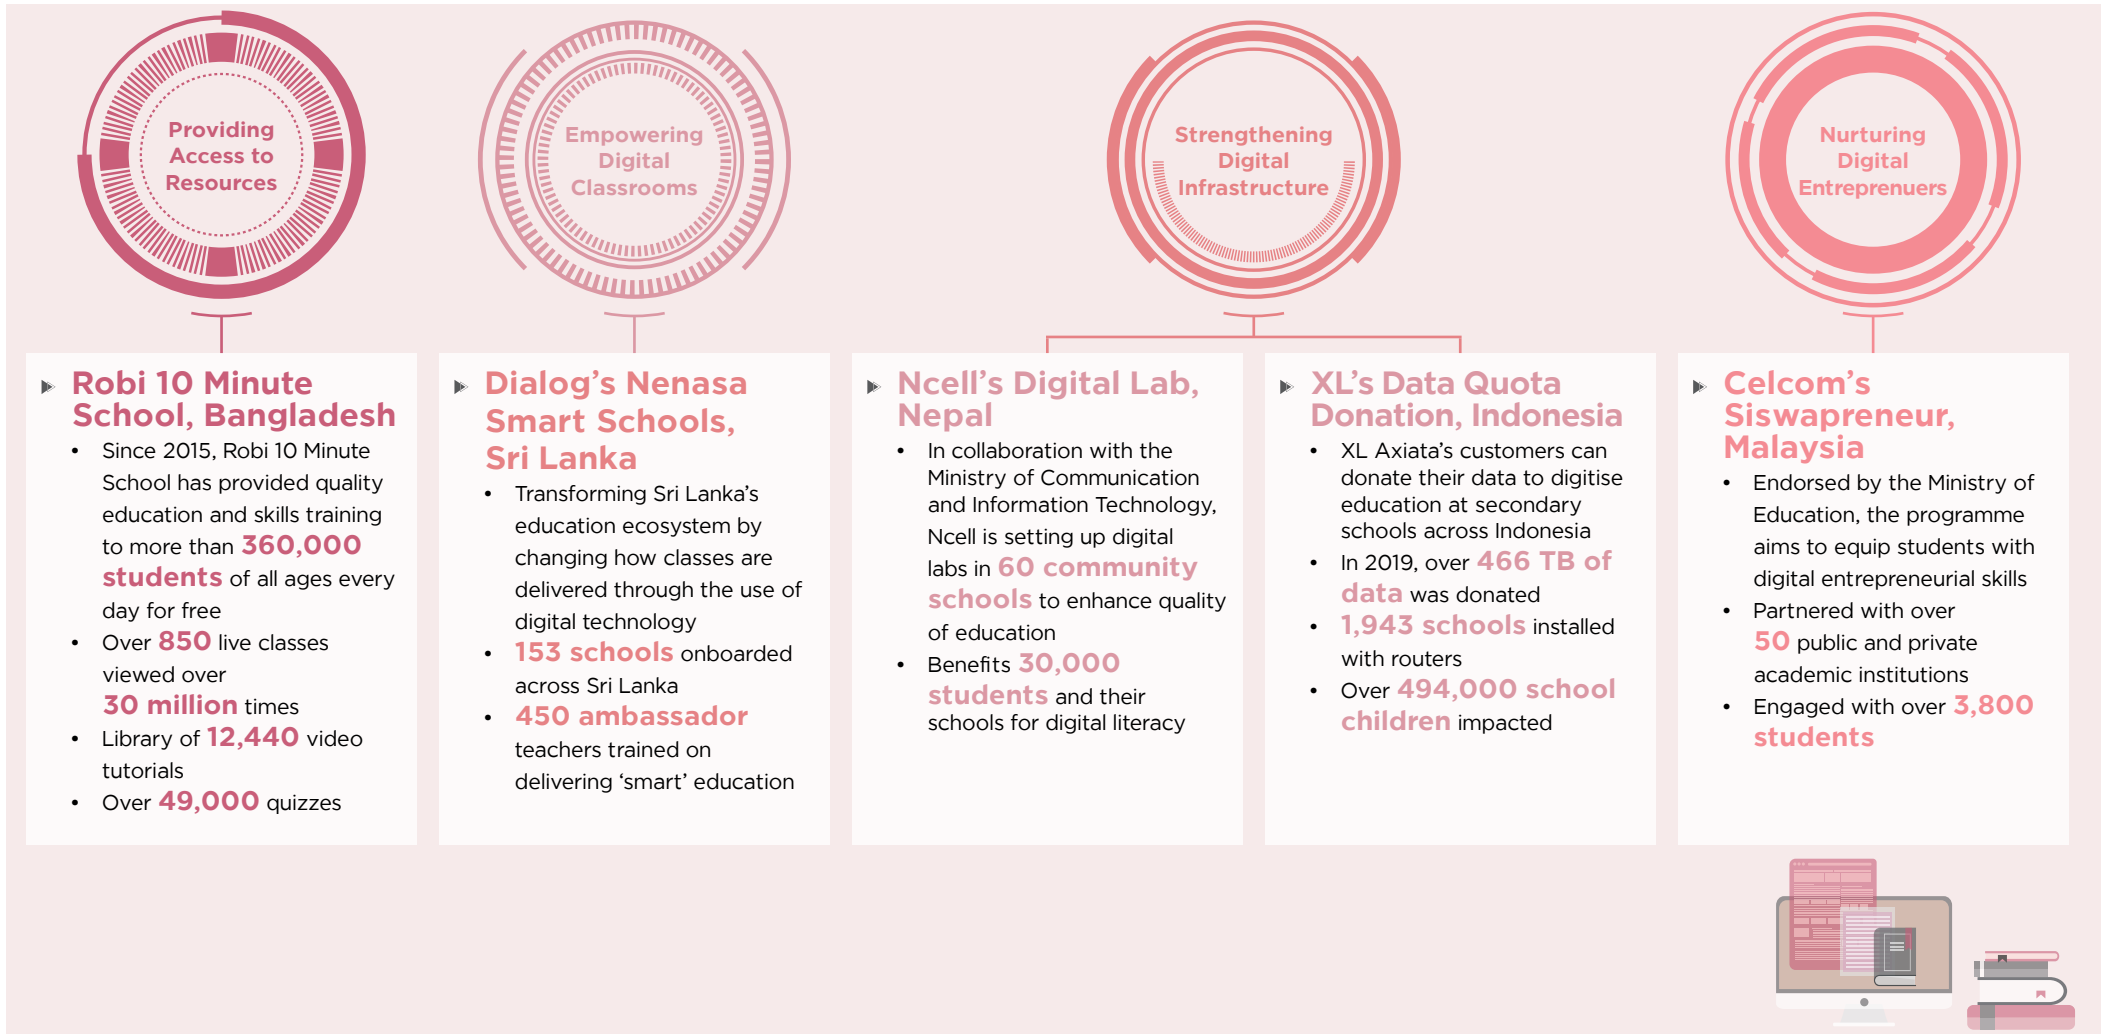 Providing
Access to
Resources
Empowering
Digital
Classrooms
Strengthening
Digital
Infrastructure
Nurturing
Digital
Entreprenuers
Robi 10 Minute
School, Bangladesh
• Since 2015, Robi 10 Minute
School has provided quality
education and skills training
to more than 360,000
students of all ages every
day for free
• Over 850 live classes
viewed over
30 million times
• Library of 12,440 video
tutorials
• Over 49,000 quizzes
Dialog’s Nenasa
Smart Schools,
Sri Lanka
• Transforming Sri Lanka’s
education ecosystem by
changing how classes are
delivered through the use of
digital technology
• 153 schools onboarded
across Sri Lanka
• 450 ambassador
teachers trained on
delivering ‘smart’ education
Ncell’s Digital Lab,
Nepal
• In collaboration with the
Ministry of Communication
and Information Technology,
Ncell is setting up digital
labs in 60 community
schools to enhance quality
of education
• Benefits 30,000
students and their
schools for digital literacy
XL’s Data Quota
Donation, Indonesia
• XL Axiata’s customers can
donate their data to digitise
education at secondary
schools across Indonesia
• In 2019, over 466 TB of
data was donated
• 1,943 schools installed
with routers
• Over 494,000 school
children impacted
Celcom’s
Siswapreneur,
Malaysia
• Endorsed by the Ministry of
Education, the programme
aims to equip students with
digital entrepreneurial skills
• Partnered with over
50 public and private
academic institutions
• Engaged with over 3,800
students